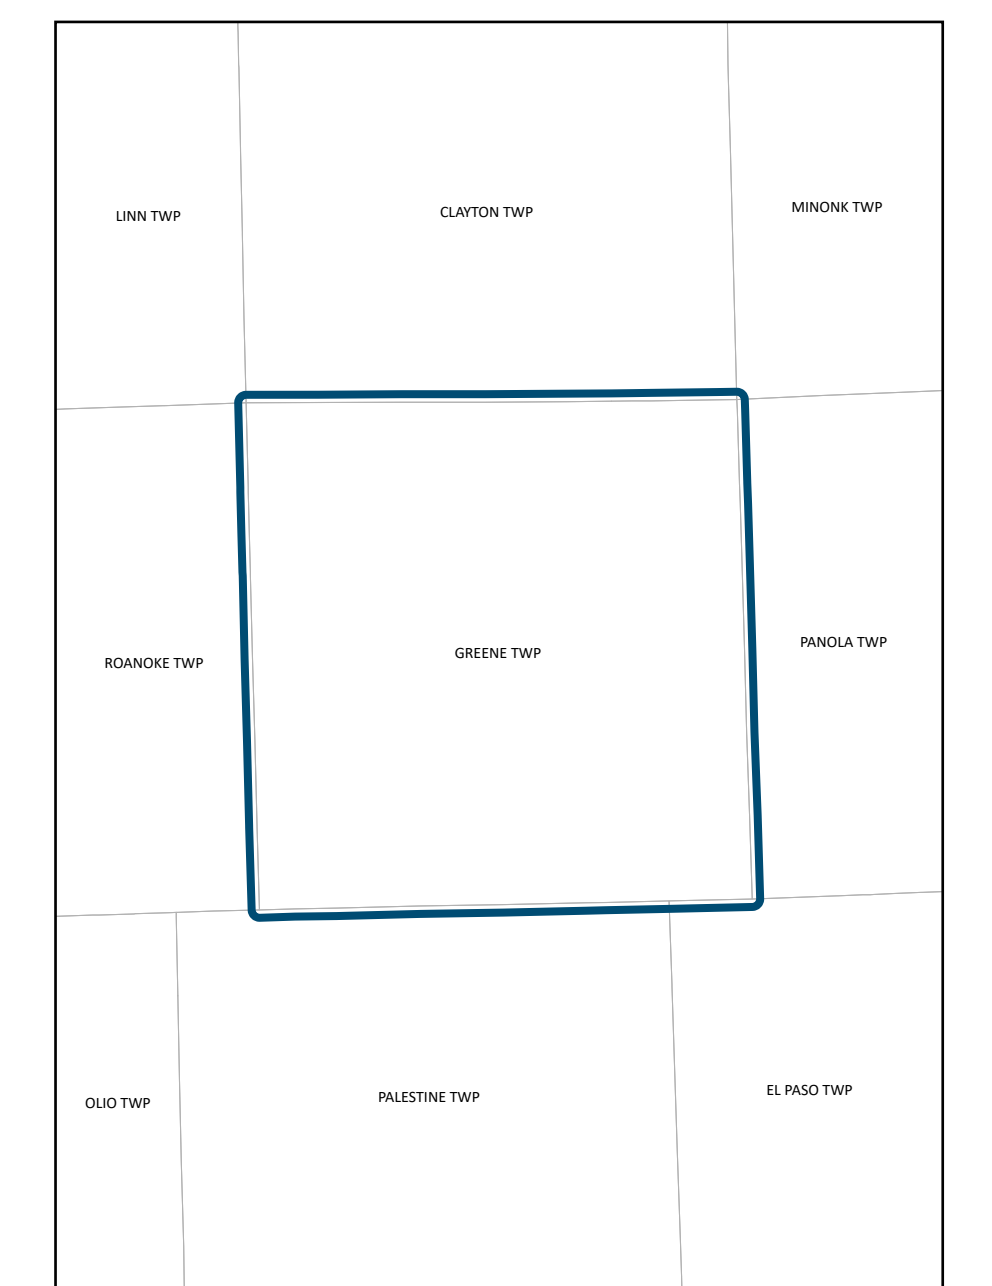 LINN TWP
CLAYTON TWP
MINONK TWP
ROANOKE TWP
GREENE TWP
PANOLA TWP
OLIO TWP
PALESTINE TWP
EL PASO TWP